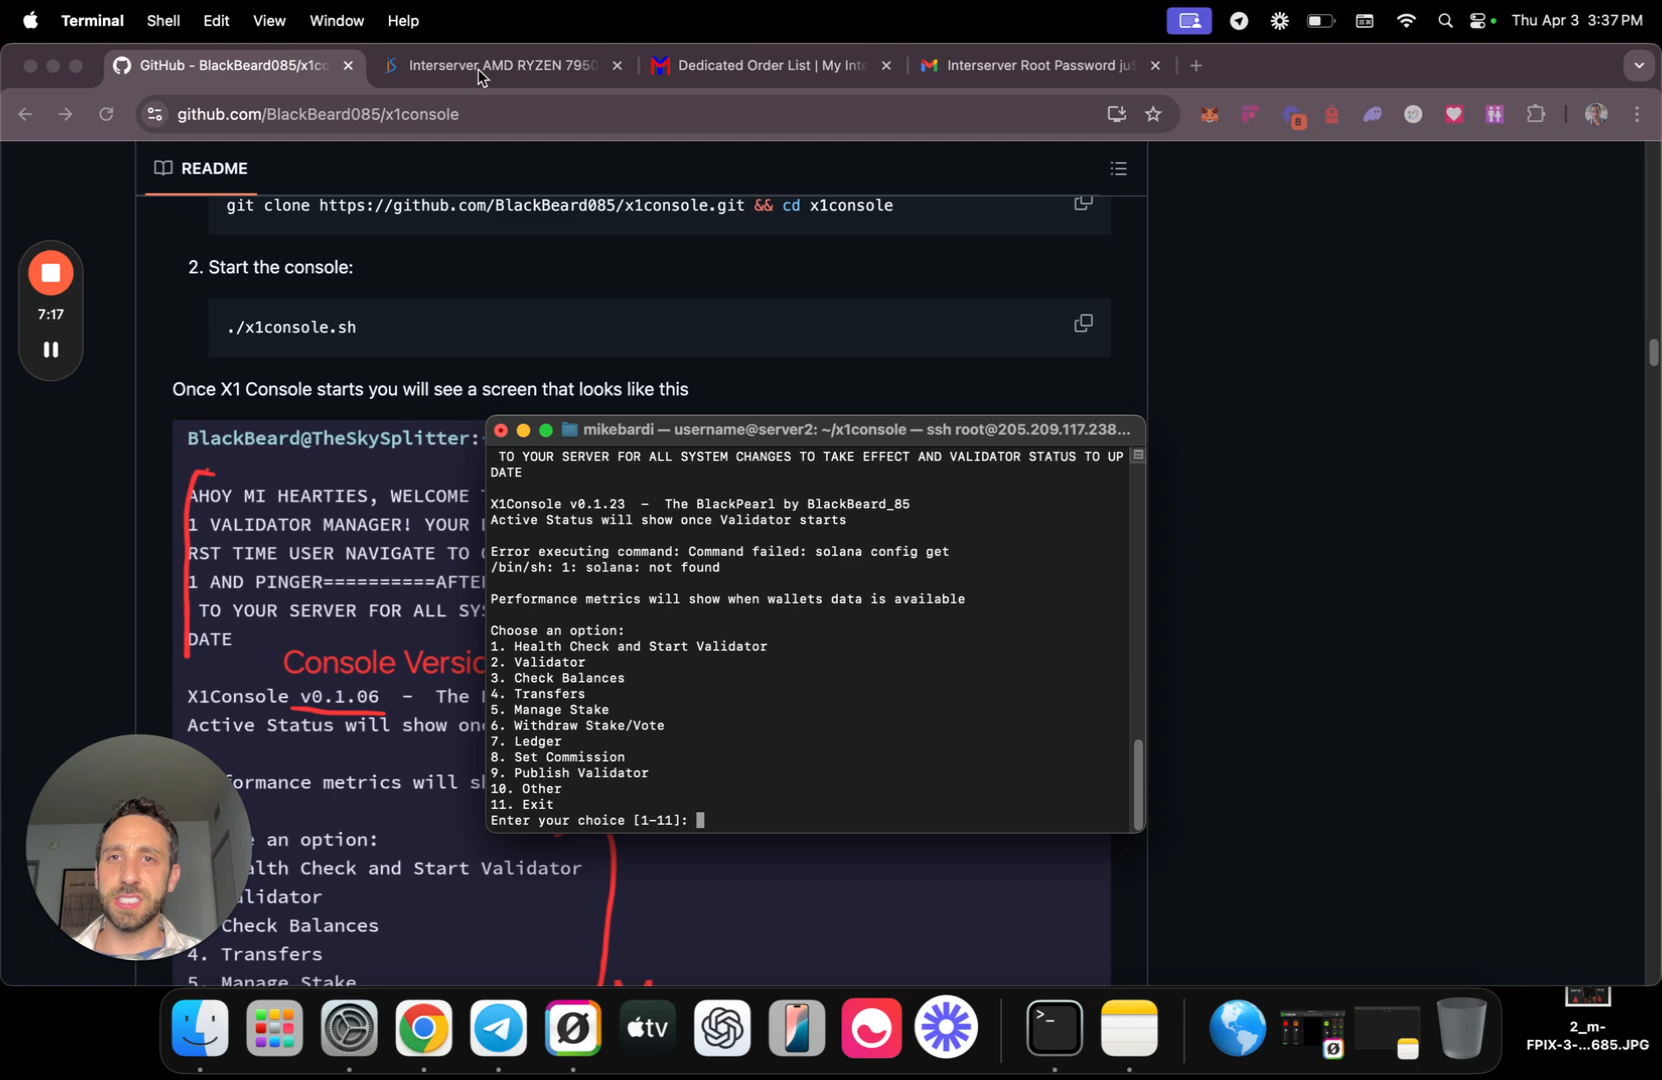 Terminal Shell Edit View Window Help
Thu Apr 3 3:37 PM
GitHub - BlackBeard085/x1co
Interserver AMD RYZEN 7950
Dedicated Order List | My Inte
Interserver Root Password ju
github.com/BlackBeard085/x1console
8
README
git clone https://github.com/BlackBeard085/x1console.git && cd x1console
2. Start the console:
./x1console.sh
7:17
Once X1 Console starts you will see a screen that looks like this
BlackBeard@TheSkySplitter:
AHOY MI HEARTIES, WELCOME
1 VALIDATOR MANAGER! YOUR
RST TIME USER NAVIGATE TO
1 AND PINGER==========AFTE
TO YOUR SERVER FOR ALL SYS
DATE
Console Versi
X1Console v0.1.06 - The
Active Status will show on
ormance metrics will s
e an option:
alth Check and Start Validator
alidator
Check Balances
4. Transfers
5. Manage Stake
mikebardi — username@server2: ~/x1console — ssh root@205.209.117.238...
TO YOUR SERVER FOR ALL SYSTEM CHANGES TO TAKE EFFECT AND VALIDATOR STATUS TO UP
DATE
X1Console v0.1.23 - The BlackPearl by BlackBeard_85
Active Status will show once Validator starts
Error executing command: Command failed: solana config get
/bin/sh: 1: solana: not found
Performance metrics will show when wallets data is available
Choose an option:
1. Health Check and Start Validator
2. Validator
3. Check Balances
4. Transfers
5. Manage Stake
6. Withdraw Stake/Vote
7. Ledger
8. Set Commission
9. Publish Validator
10. Other
11. Exit
Enter your choice [1-11]:
tv
2_m-
FPIX-3-...685.JPG